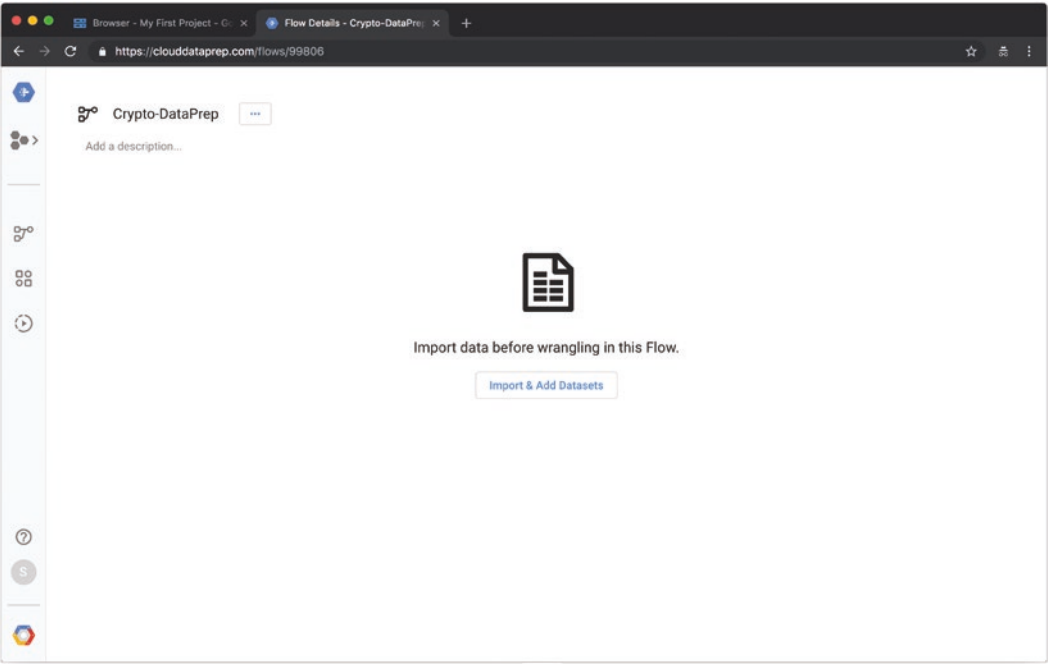 Browser - My First Project - Go
Flow Details - Crypto-DataPrep
https://clouddataprep.com/flows/99806
Crypto-DataPrep
...
Add a description...
Import data before wrangling in this Flow.
Import & Add Datasets
S